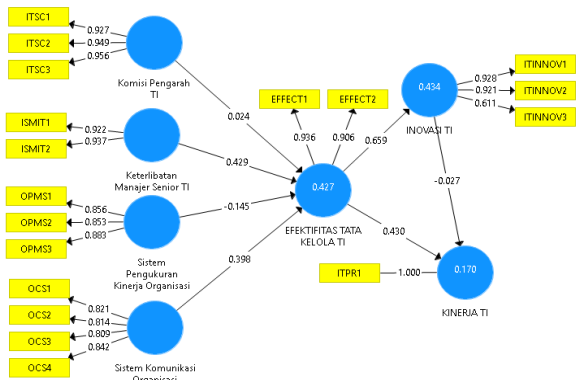 ITSC1
0.927
ITSC2
0.949
ITSC3
0.956
Komisi Pengarah
TI
0.024
ISMIT1
0.922
ISMIT2
0.937
Keterlibatan
Manajer Senior TI
0.429
OPMS1
0.856
OPMS2
0.853
OPMS3
0.883
Sistem
Pengukuran
Kinerja Organisasi
-0.145
OCS1
0.821
OCS2
0.814
OCS3
0.809
OCS4
0.842
Sistem Komunikasi
Organisasi
0.398
EFFECT1
EFFECT2
0.936
0.906
0.427
EFEKTIFITAS TATA
KELOLA TI
0.659
0.430
0.434
INOVASI TI
0.928
ITINNOV1
0.921
ITINNOV2
0.611
ITINNOV3
-0.027
ITPR1
1.000
0.170
KINERJA TI